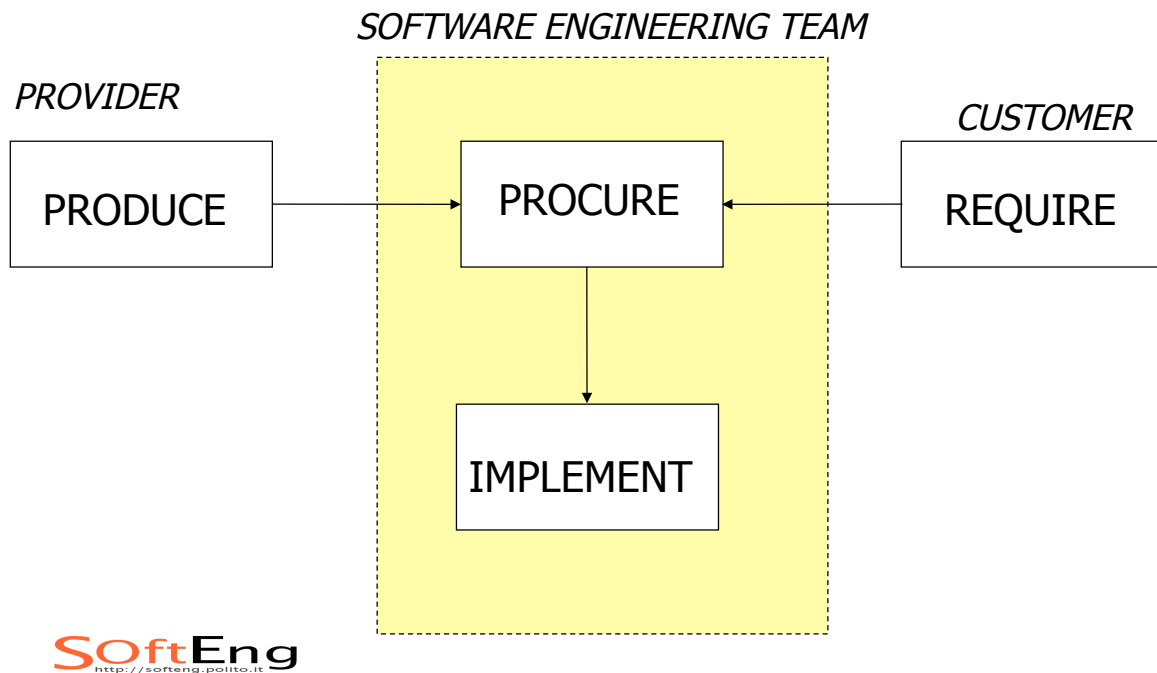 SOFTWARE ENGINEERING TEAM
PROVIDER
CUSTOMER
PRODUCE
PROCURE
REQUIRE
IMPLEMENT
SOftEng
http://softeng.polito.it